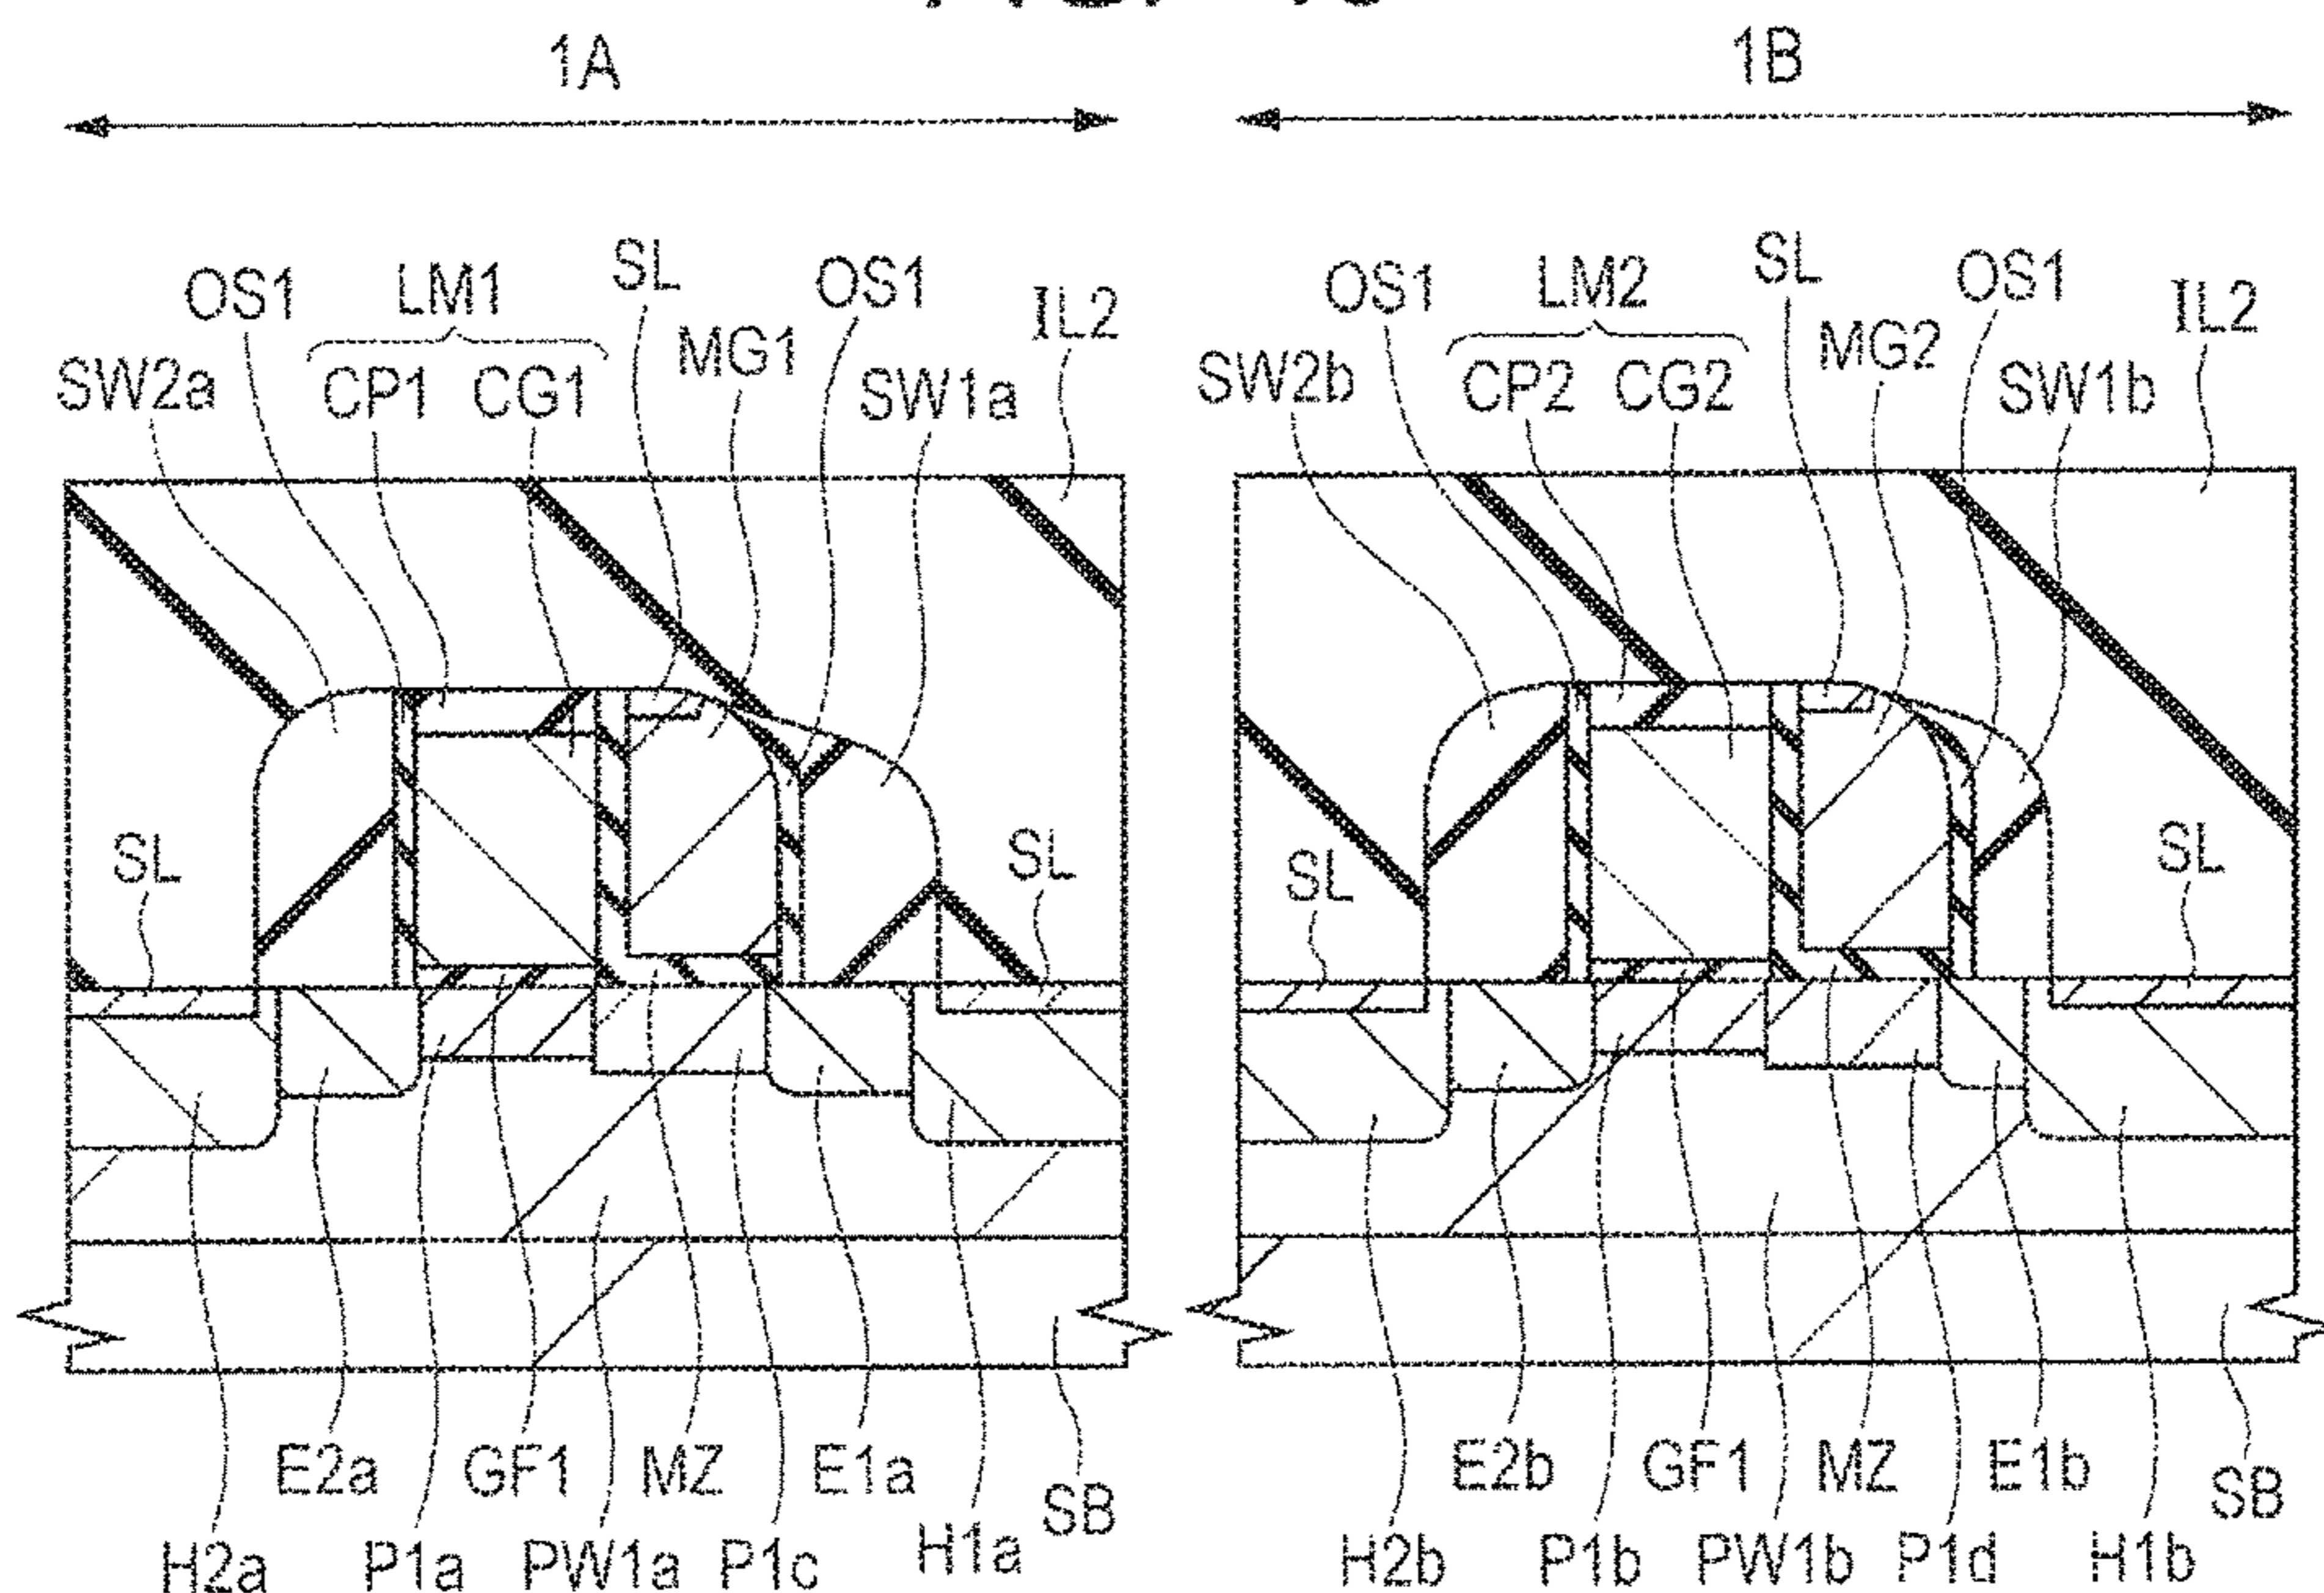 1A 1B
OS1 LM1 SL OS1 IL2 OS1 LM2 SL OS1 IL2
SW2a CP1 CG1 MG1 SW1a SW2b CP2 CG2 MG2 SW1b
SL SL SL SL
E2a GF1 MZ E1a SB E2b GF1 MZ E1b SB
H2a P1a PW1a P1c H1a H2b P1b PW1b P1d H1b